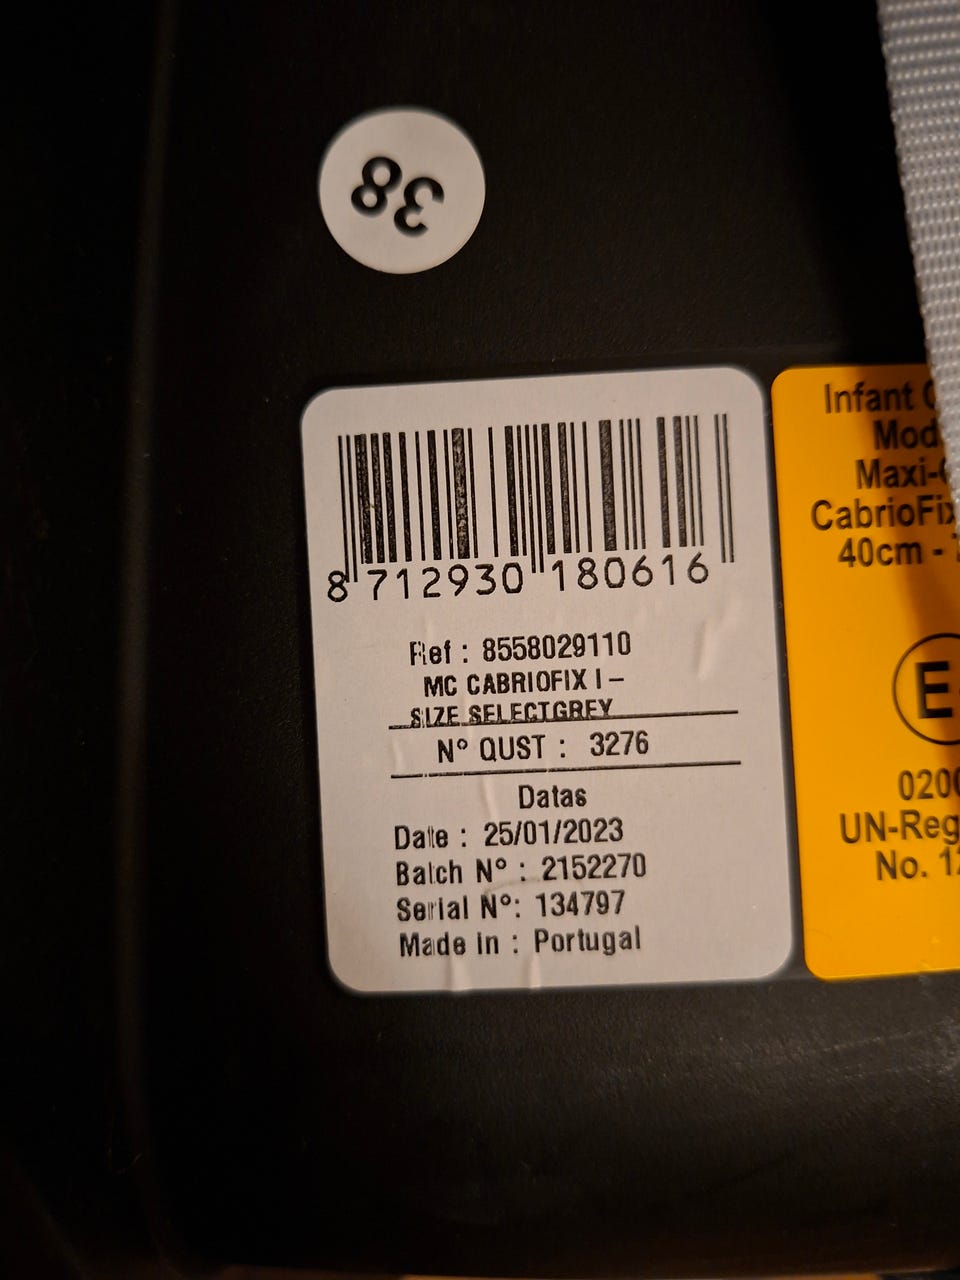 38
8 712930 180616
Ref : 8558029110
MC CABRIOFIX I –
SIZE SELECTGREY
N° QUST : 3276
Datas
Date : 25/01/2023
Batch N° : 2152270
Serial N°: 134797
Made in : Portugal
Infant
Mod
Maxi-
CabrioFix
40cm -
E
020
UN-Reg
No. 12